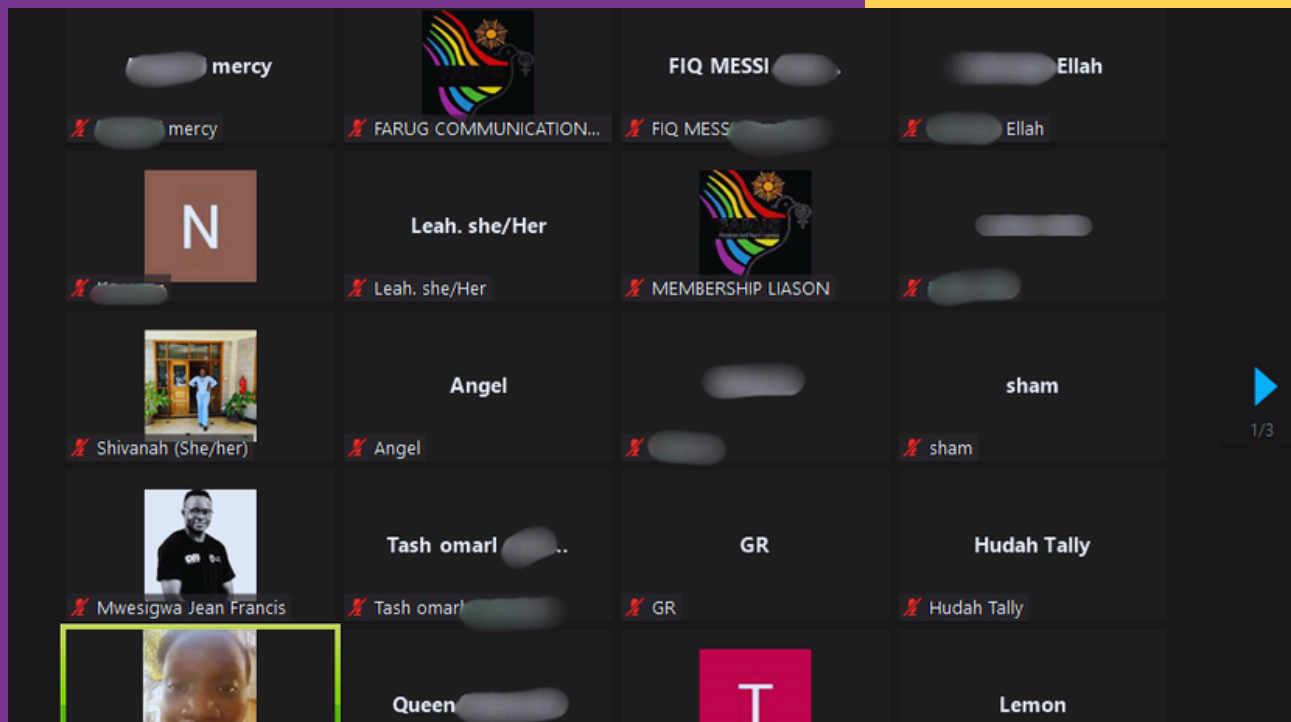 mercy
mercy
FARUG COMMUNICATION...
FIQ MESSI
FIQ MESS
Ellah
Ellah
N
Leah. she/Her
Leah. she/Her
FARUG
MEMBERSHIP LIASON
Shivanah (She/her)
Angel
Angel
sham
sham
1/3
Mwesigwa Jean Francis
Tash omarl ..
Tash omarl
GR
GR
Hudah Tally
Hudah Tally
Queen
T
Lemon